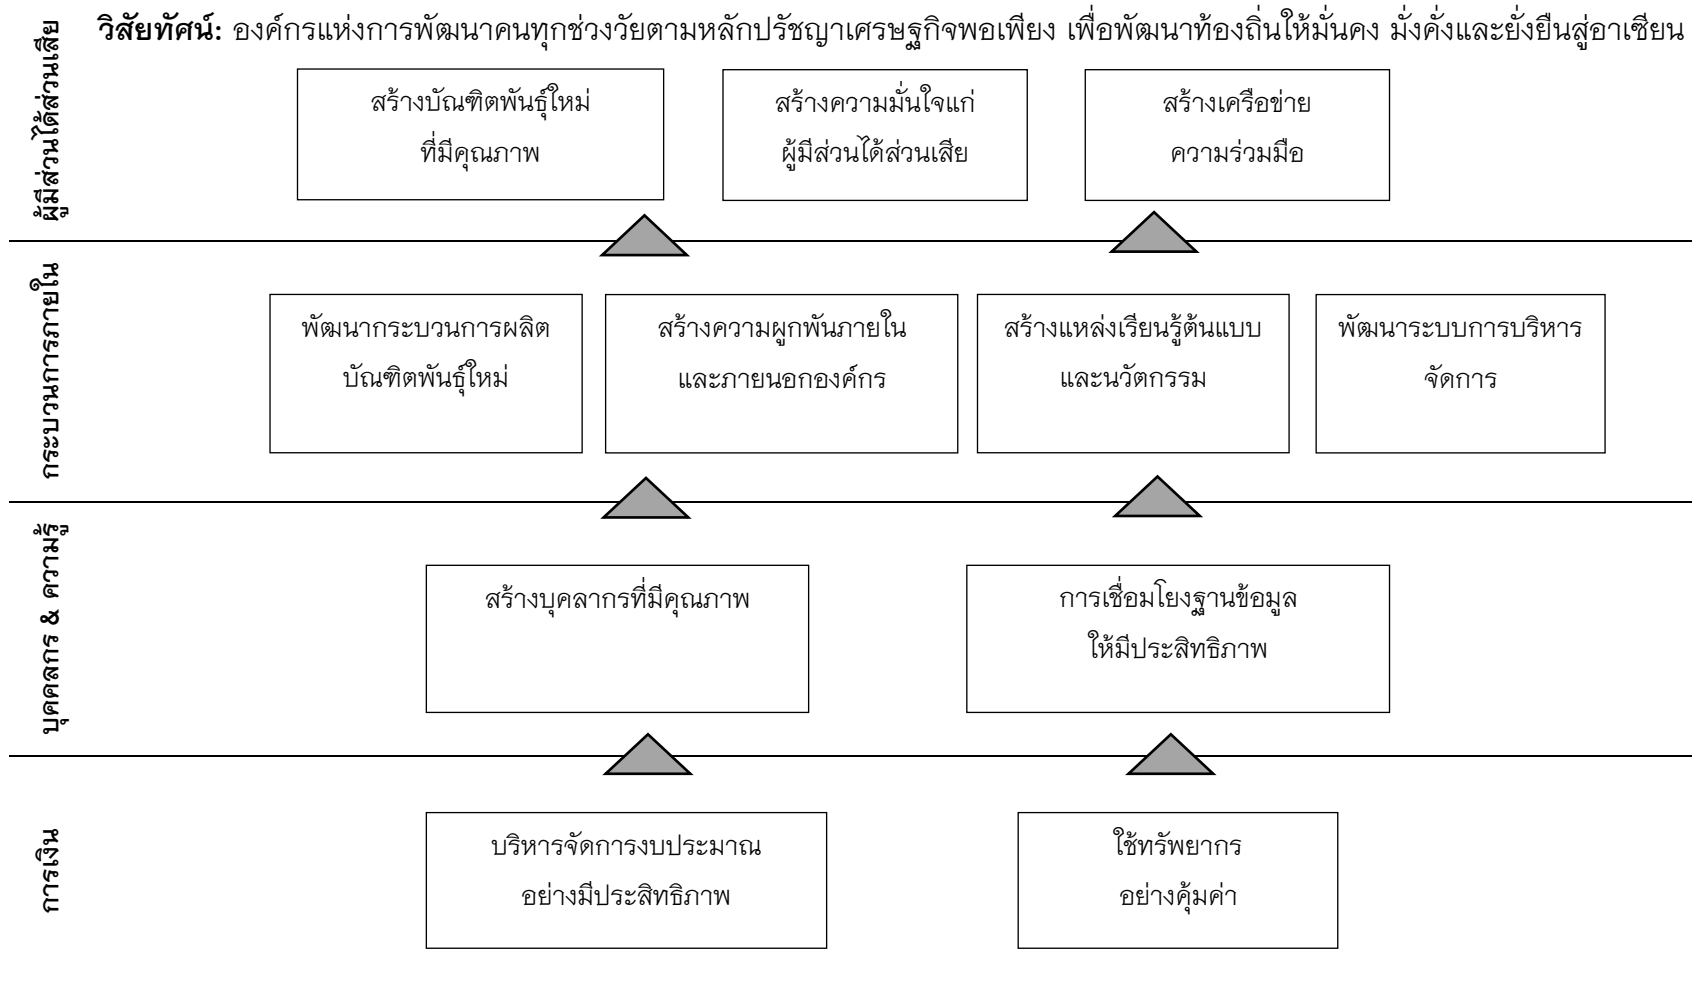 วิสัยทัศน์: องค์กรแห่งการพัฒนาคนทุกช่วงวัยตามหลักปรัชญาเศรษฐกิจพอเพียง เพื่อพัฒนาท้องถิ่นให้มั่นคง มั่งคั่งและยั่งยืนสู่อาเซียน
ผู้มีส่วนได้ส่วนเสีย
สร้างบัณฑิตพันธุ์ใหม่
ที่มีคุณภาพ
สร้างความมั่นใจแก่
ผู้มีส่วนได้ส่วนเสีย
สร้างเครือข่าย
ความร่วมมือ
กระบวนการภายใน
พัฒนากระบวนการผลิต
บัณฑิตพันธุ์ใหม่
สร้างความผูกพันภายใน
และภายนอกองค์กร
สร้างแหล่งเรียนรู้ต้นแบบ
และนวัตกรรม
พัฒนาระบบการบริหาร
จัดการ
บุคคลกร & ความรู้
สร้างบุคลากรที่มีคุณภาพ
การเชื่อมโยงฐานข้อมูล
ให้มีประสิทธิภาพ
การเงิน
บริหารจัดการงบประมาณ
อย่างมีประสิทธิภาพ
ใช้ทรัพยากร
อย่างคุ้มค่า